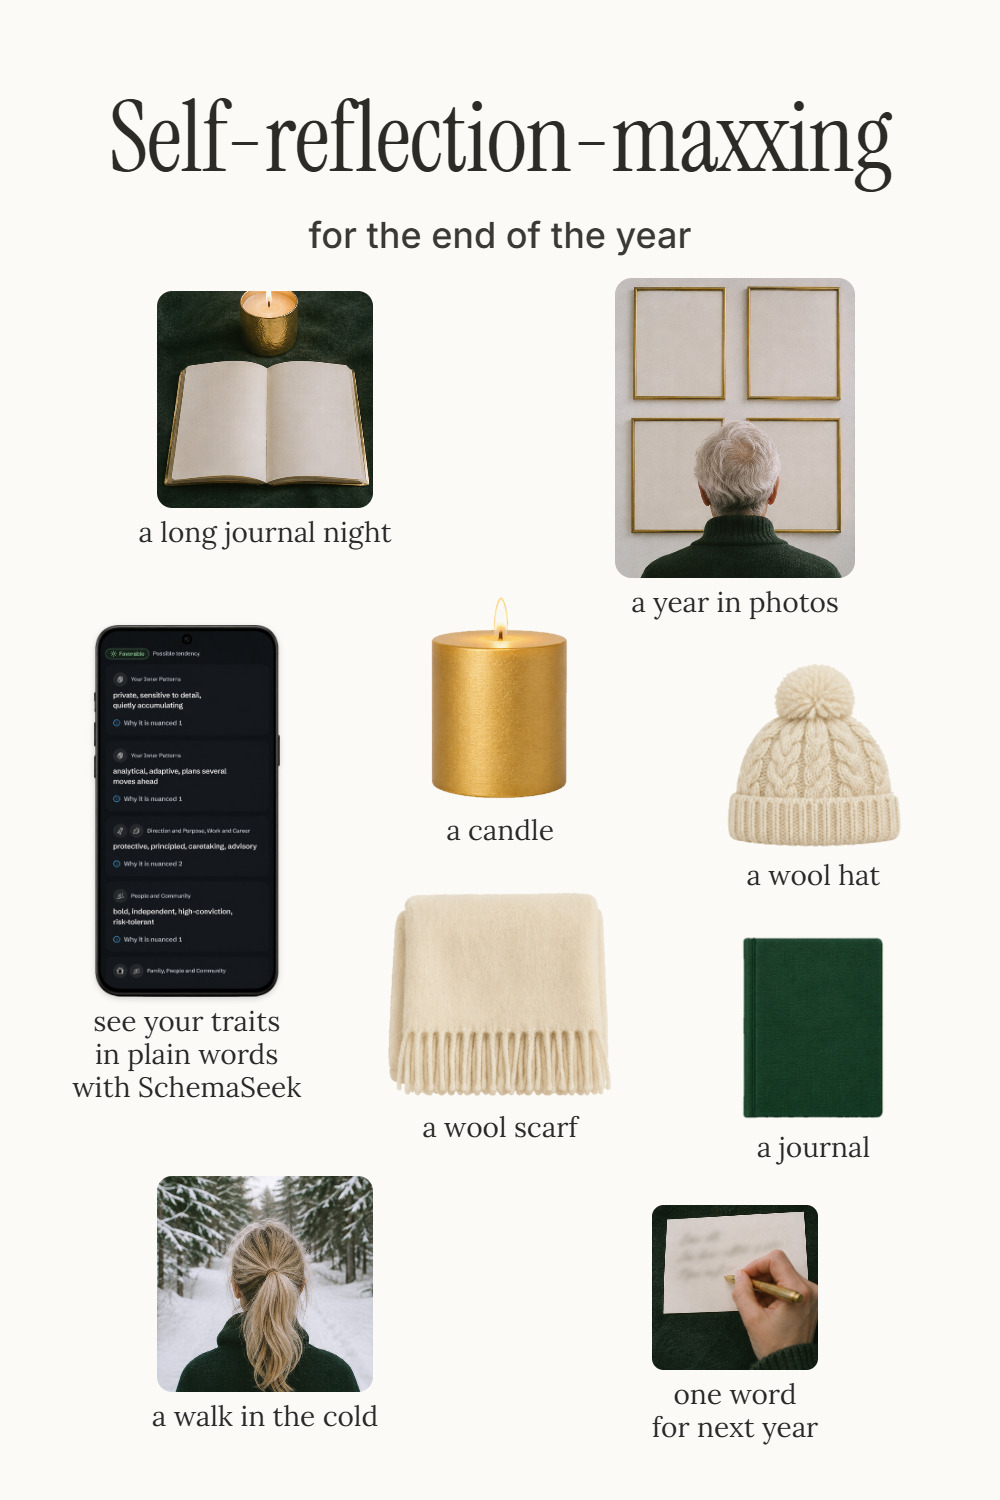 Self-reflection-maxxing
for the end of the year
a long journal night
a year in photos
Favorable Possible tendency
Your Inner Patterns
private, sensitive to detail,
quietly accumulating
Why it is nuanced 1
Your Inner Patterns
analytical, adaptive, plans several
moves ahead
Why it is nuanced 1
Direction and Purpose, Work and Career
protective, principled, caretaking, advisory
Why it is nuanced 2
People and Community
bold, independent, high-conviction,
risk-tolerant
Why it is nuanced 1
Family, People and Community
see your traits
in plain words
with SchemaSeek
a candle
a wool hat
a wool scarf
a journal
a walk in the cold
one word
for next year